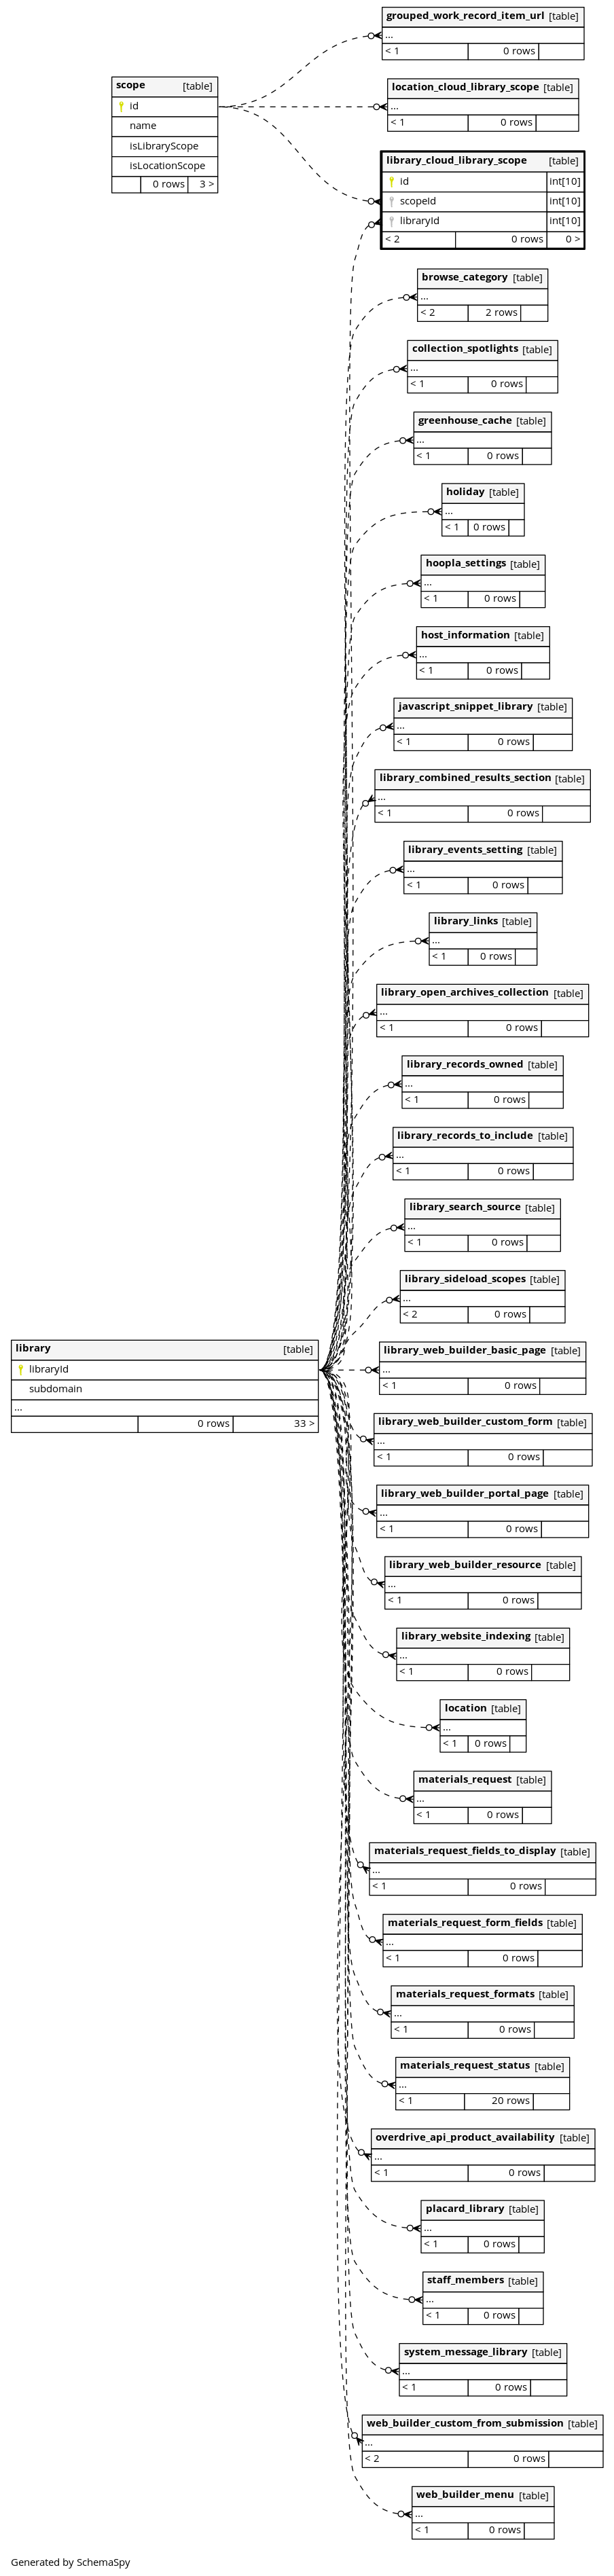 grouped_work_record_item_url [table]
...
< 1 0 rows
scope [table]
id
name
isLibraryScope
isLocationScope
0 rows 3 >
location_cloud_library_scope [table]
...
< 1 0 rows
library_cloud_library_scope [table]
id int[10]
scopeId int[10]
libraryId int[10]
< 2 0 rows 0 >
browse_category [table]
...
< 2 2 rows
collection_spotlights [table]
...
< 1 0 rows
greenhouse_cache [table]
...
< 1 0 rows
holiday [table]
...
< 1 0 rows
hoopla_settings [table]
...
< 1 0 rows
host_information [table]
...
< 1 0 rows
javascript_snippet_library [table]
...
< 1 0 rows
library_combined_results_section [table]
...
< 1 0 rows
library_events_setting [table]
...
< 1 0 rows
library_links [table]
...
< 1 0 rows
library_open_archives_collection [table]
...
< 1 0 rows
library_records_owned [table]
...
< 1 0 rows
library_records_to_include [table]
...
< 1 0 rows
library_search_source [table]
...
< 1 0 rows
library_sideload_scopes [table]
...
< 2 0 rows
library [table]
libraryId
subdomain
...
0 rows 33 >
library_web_builder_basic_page [table]
...
< 1 0 rows
library_web_builder_custom_form [table]
...
< 1 0 rows
library_web_builder_portal_page [table]
...
< 1 0 rows
library_web_builder_resource [table]
...
< 1 0 rows
library_website_indexing [table]
...
< 1 0 rows
location [table]
...
< 1 0 rows
materials_request [table]
...
< 1 0 rows
materials_request_fields_to_display [table]
...
< 1 0 rows
materials_request_form_fields [table]
...
< 1 0 rows
materials_request_formats [table]
...
< 1 0 rows
materials_request_status [table]
...
< 1 20 rows
overdrive_api_product_availability [table]
...
< 1 0 rows
placard_library [table]
...
< 1 0 rows
staff_members [table]
...
< 1 0 rows
system_message_library [table]
...
< 1 0 rows
web_builder_custom_from_submission [table]
...
< 2 0 rows
web_builder_menu [table]
...
< 1 0 rows
Generated by SchemaSpy